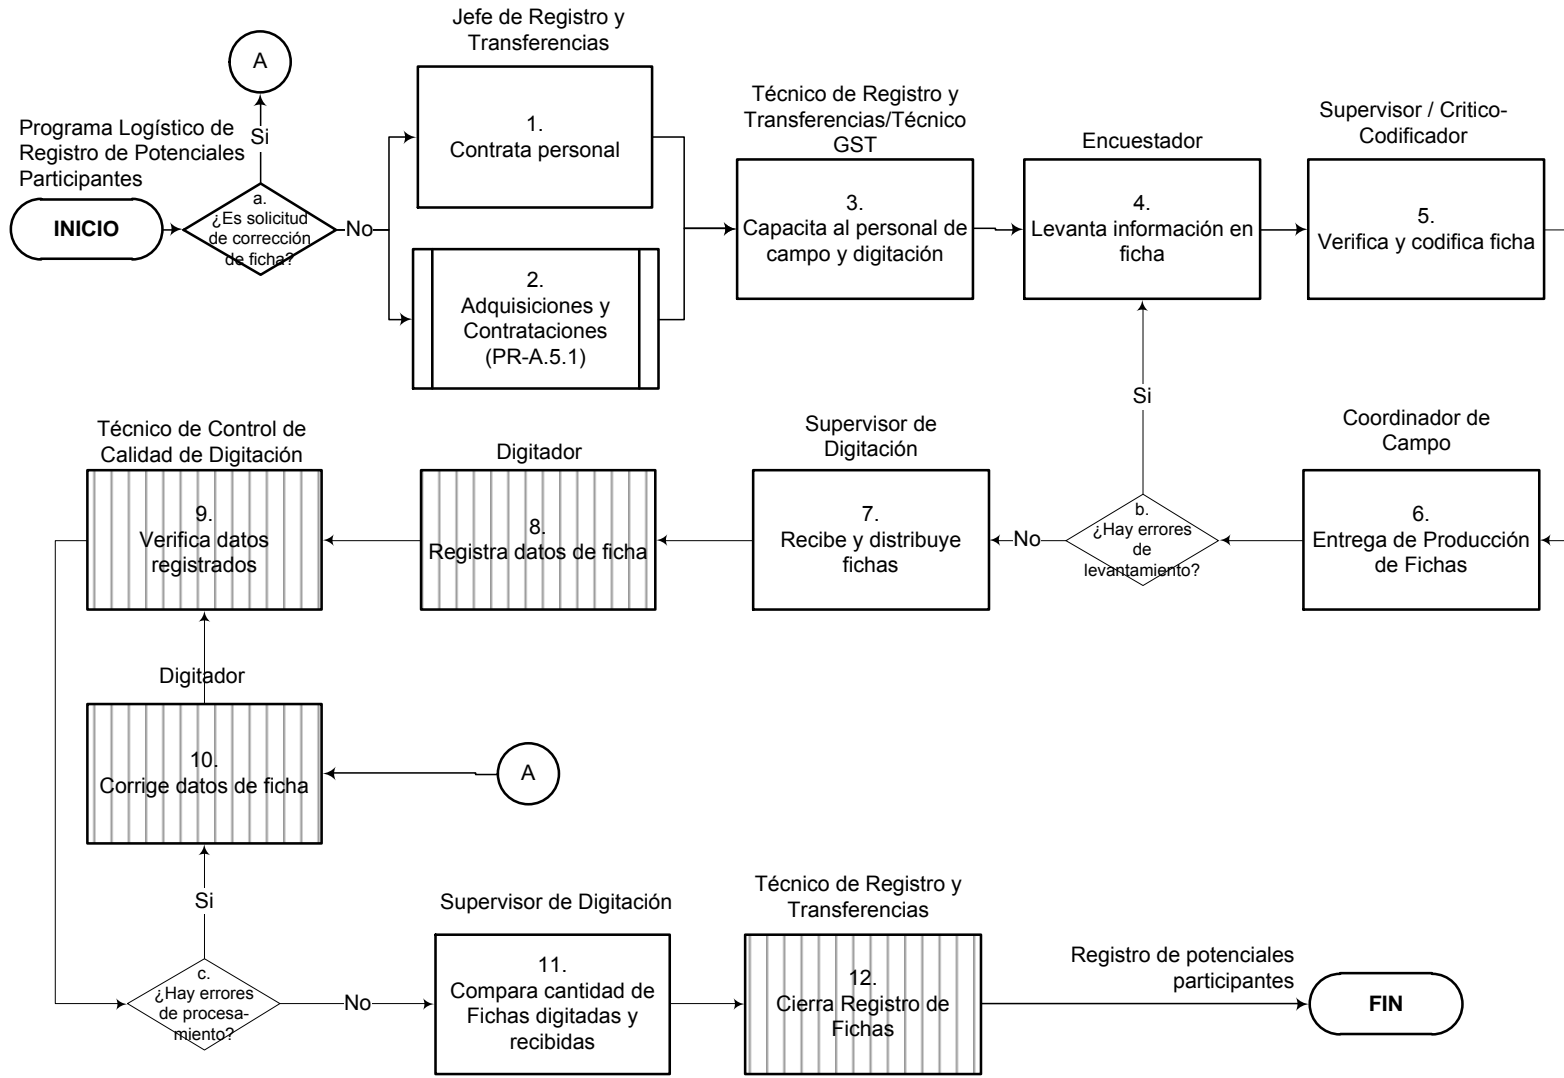 Jefe de Registro y
Transferencias
A
Si
Programa Logístico de
Registro de Potenciales
Participantes
INICIO
a.
¿Es solicitud
de corrección
de ficha?
No
1.
Contrata personal
2.
Adquisiciones y
Contrataciones
(PR-A.5.1)
Técnico de Registro y
Transferencias/Técnico
GST
3.
Capacita al personal de
campo y digitación
Encuestador
4.
Levanta información en
ficha
Supervisor / Critico-
Codificador
5.
Verifica y codifica ficha
Coordinador de
Campo
6.
Entrega de Producción
de Fichas
Si
b.
¿Hay errores
de
levantamiento?
No
Supervisor de
Digitación
7.
Recibe y distribuye
fichas
Digitador
8.
Registra datos de ficha
Técnico de Control de
Calidad de Digitación
9.
Verifica datos
registrados
Digitador
10.
Corrige datos de ficha
A
Si
c.
¿Hay errores
de procesa-
miento?
No
Supervisor de Digitación
11.
Compara cantidad de
Fichas digitadas y
recibidas
Técnico de Registro y
Transferencias
12.
Cierra Registro de
Fichas
Registro de potenciales
participantes
FIN